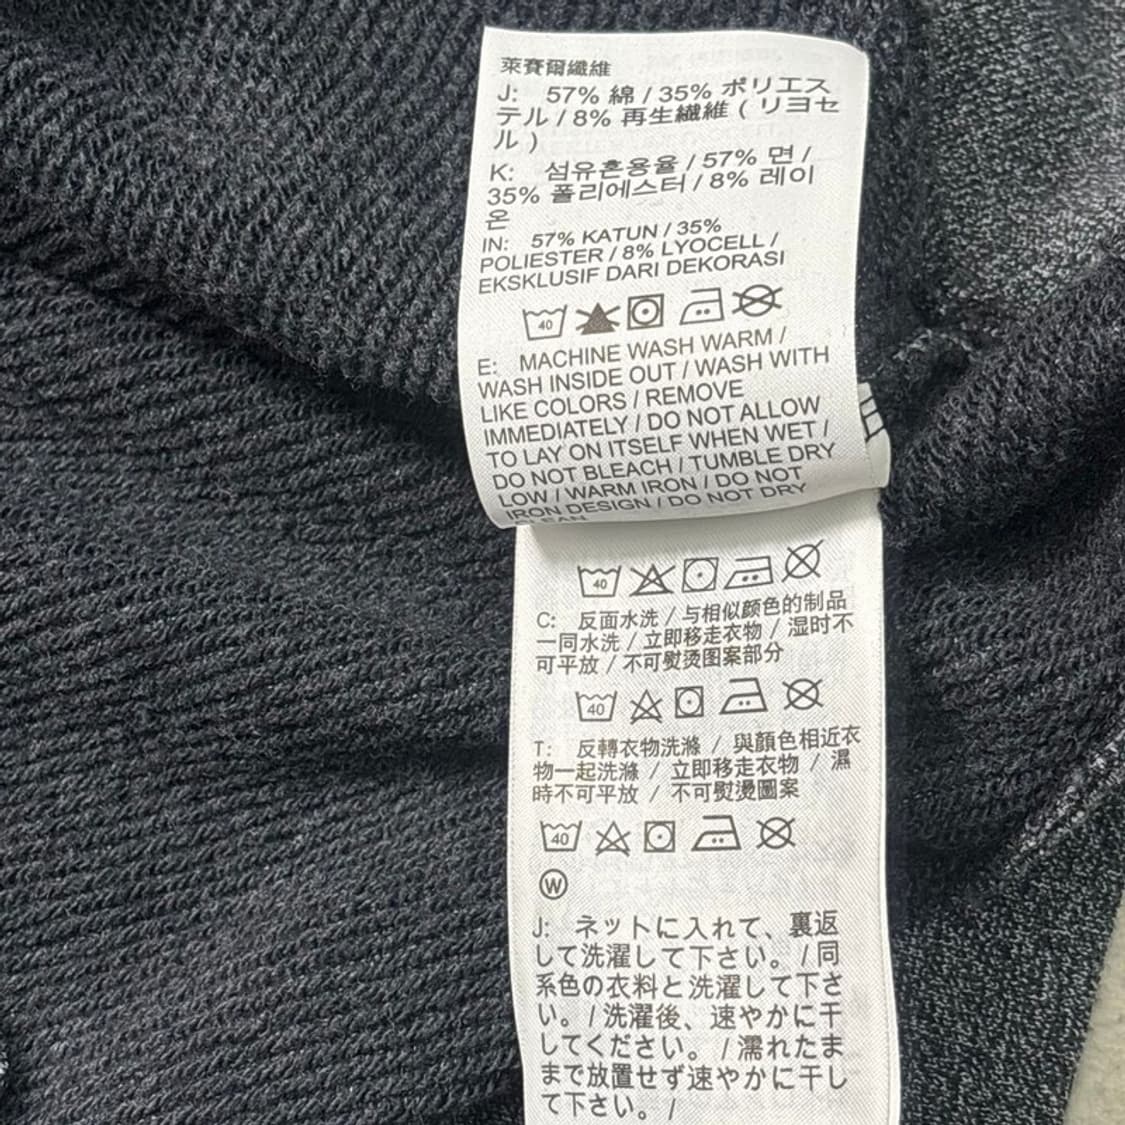 萊賽爾纖維
J: 57% 綿 / 35% ポリエス
テル / 8% 再生繊維 ( リヨセ
ル )
K: 섬유혼용율 / 57% 면 /
35% 폴리에스터 / 8% 레이
온
IN: 57% KATUN / 35%
POLIESTER / 8% LYOCELL /
EKSKLUSIF DARI DEKORASI
40
E: MACHINE WASH WARM /
WASH INSIDE OUT / WASH WITH
LIKE COLORS / REMOVE
IMMEDIATELY / DO NOT ALLOW
TO LAY ON ITSELF WHEN WET /
DO NOT BLEACH / TUMBLE DRY
LOW / WARM IRON / DO NOT
IRON DESIGN / DO NOT DRY
CLEAN
40
C: 反面水洗 / 与相似颜色的制品
一同水洗 / 立即移走衣物 / 湿时不
可平放 / 不可熨烫图案部分
40
T: 反轉衣物洗滌 / 與顏色相近衣
物一起洗滌 / 立即移走衣物 / 濕
時不可平放 / 不可熨燙圖案
40
W
J: ネットに入れて、裏返
して洗濯して下さい。 / 同
系色の衣料と洗濯して下さ
い。 / 洗濯後、速やかに干
してください。 / 濡れたま
まで放置せず速やかに干し
て下さい。 /